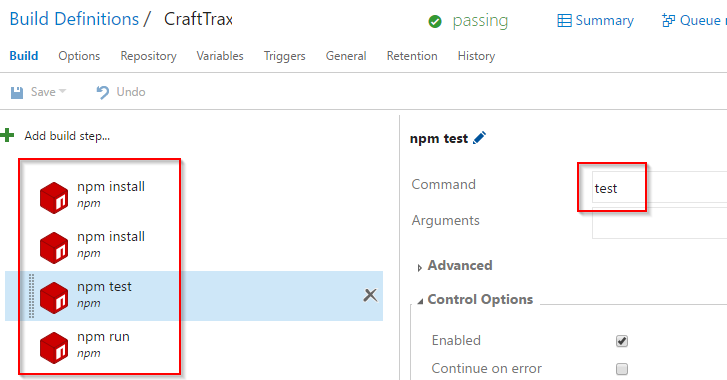 Build Definitions / CraftTrax
passing
Summary
Queue
Build Options Repository Variables Triggers General Retention History
Save Undo
Add build step...
npm install
npm
npm install
npm
npm test
npm
npm run
npm
npm test
Command test
Arguments
Advanced
Control Options
Enabled
Continue on error